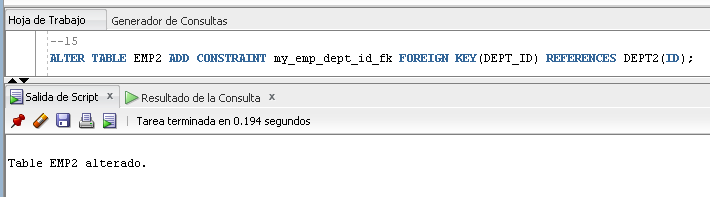 Hoja de Trabajo Generador de Consultas
--15
ALTER TABLE EMP2 ADD CONSTRAINT my_emp_dept_id_fk FOREIGN KEY(DEPT_ID) REFERENCES DEPT2(ID);
Salida de Script x Resultado de la Consulta x
Tarea terminada en 0.194 segundos
Table EMP2 alterado.